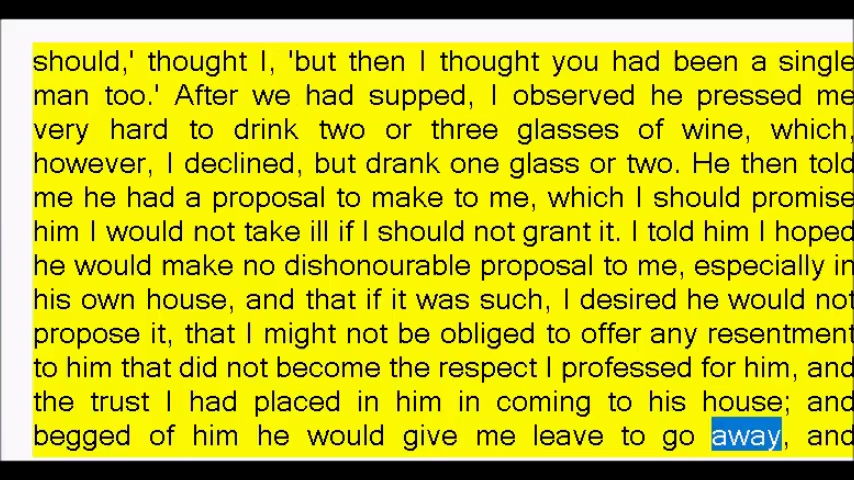 should,' thought I, 'but then I thought you had been a single
man too.' After we had supped, I observed he pressed me
very hard to drink two or three glasses of wine, which,
however, I declined, but drank one glass or two. He then told
me he had a proposal to make to me, which I should promise
him I would not take ill if I should not grant it. I told him I hoped
he would make no dishonourable proposal to me, especially in
his own house, and that if it was such, I desired he would not
propose it, that I might not be obliged to offer any resentment
to him that did not become the respect I professed for him, and
the trust I had placed in him in coming to his house; and
begged of him he would give me leave to go away, and